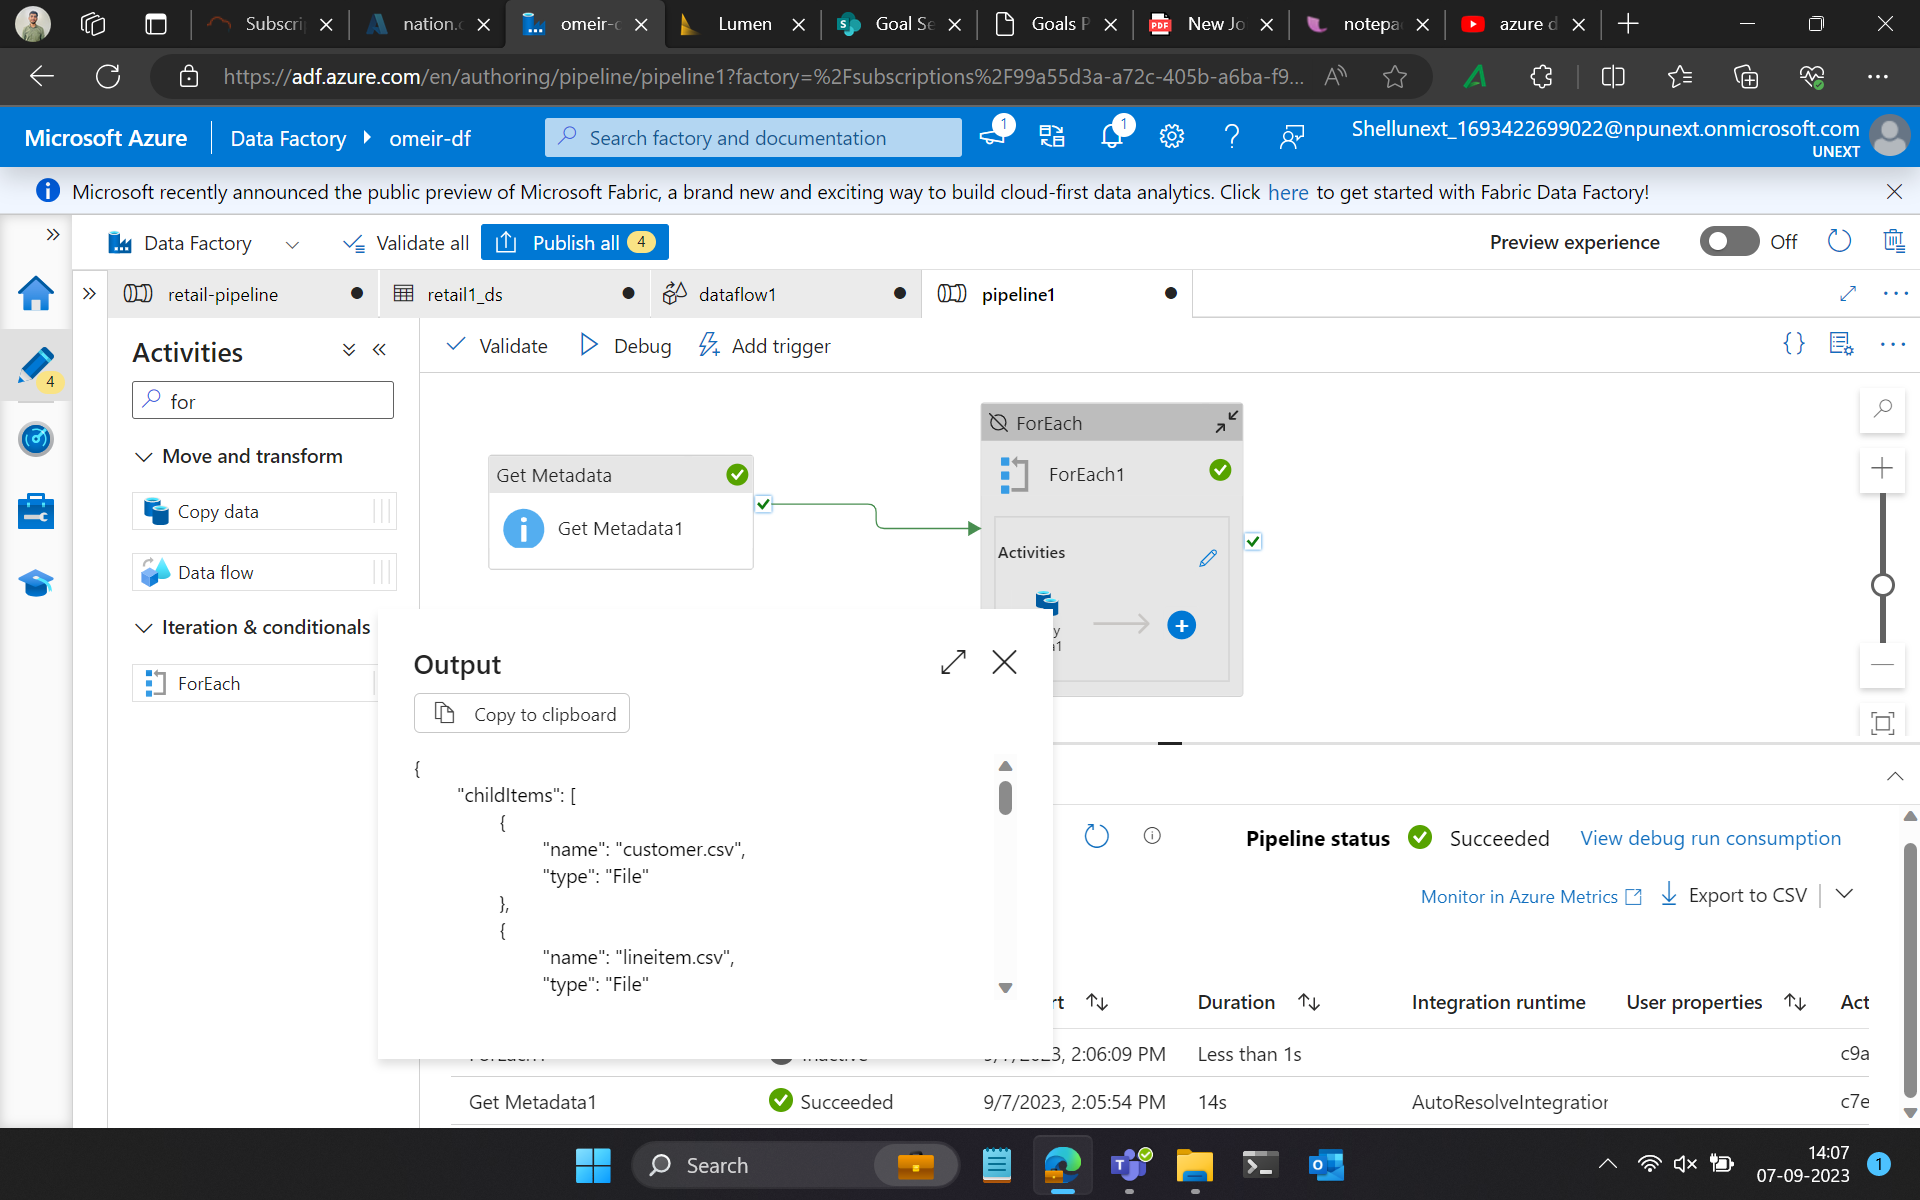 Subscrip
nation.c
omeir-d
Lumen
Goal Se
Goals P
PDF
New Jo
notepa
azure d
https://adf.azure.com/en/authoring/pipeline/pipeline1?factory=%2Fsubscriptions%2F99a55d3a-a72c-405b-a6ba-f9...
Microsoft Azure
Data Factory
omeir-df
Search factory and documentation
1
1
Shellunext_1693422699022@npunext.onmicrosoft.com
UNEXT
Microsoft recently announced the public preview of Microsoft Fabric, a brand new and exciting way to build cloud-first data analytics. Click here to get started with Fabric Data Factory!
Data Factory
Validate all
Publish all 4
Preview experience
Off
retail-pipeline
retail1_ds
dataflow1
pipeline1
4
Activities
for
Move and transform
Copy data
Data flow
Iteration & conditionals
ForEach
Validate
Debug
Add trigger
{}
Get Metadata
Get Metadata1
ForEach
ForEach1
Activities
y
a1
Output
Copy to clipboard
{
"childItems": [
{
"name": "customer.csv",
"type": "File"
},
{
"name": "lineitem.csv",
"type": "File"
Pipeline status
Succeeded
View debug run consumption
Monitor in Azure Metrics
Export to CSV
rt
Duration
Integration runtime
User properties
Act
ForEach1
Inactive
9/7/2023, 2:06:09 PM
Less than 1s
c9a
Get Metadata1
Succeeded
9/7/2023, 2:05:54 PM
14s
AutoResolveIntegration
c7e
Search
14:07
07-09-2023
1